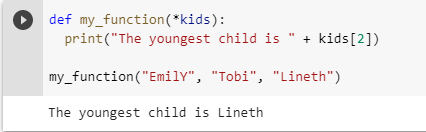 def my_function(*kids):
  print("The youngest child is " + kids[2])
my_function("EmilY", "Tobi", "Lineth")
The youngest child is Lineth